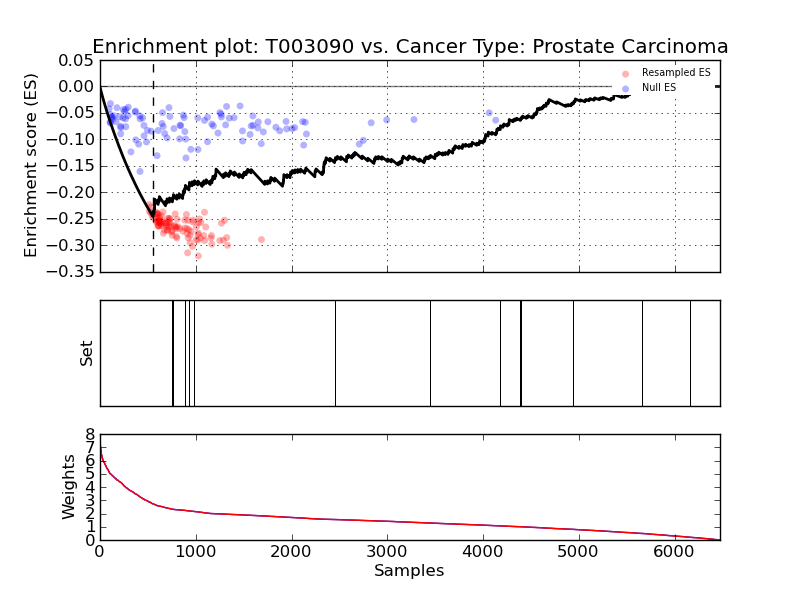 Enrichment plot: T003090 vs. Cancer Type: Prostate Carcinoma
Enrichment score (ES)
0.05
0.00
−0.05
−0.10
−0.15
−0.20
−0.25
−0.30
−0.35
Resampled ES
Null ES
Set
Weights
8
7
6
5
4
3
2
1
0
0 1000 2000 3000 4000 5000 6000
Samples